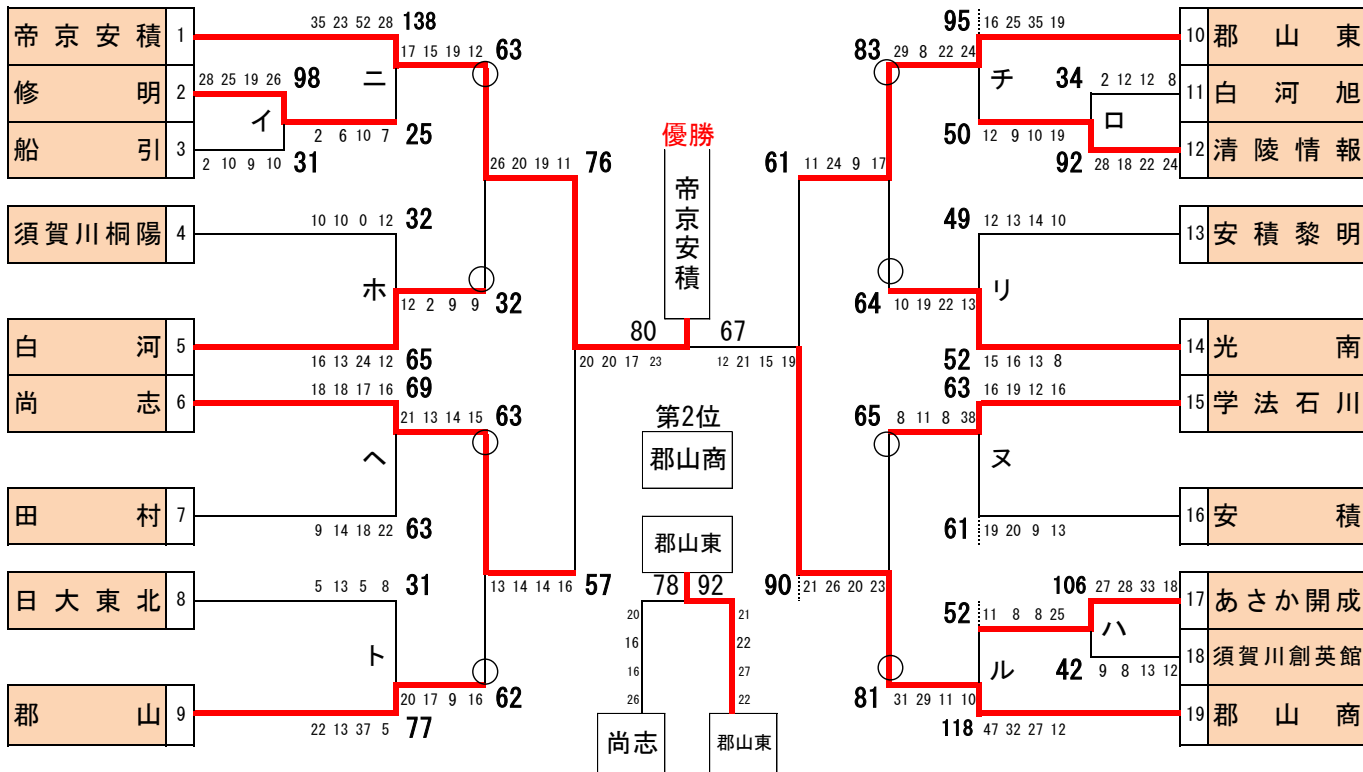 帝京安積 1 35 23 52 28 138
17 15 19 12 63
修明 2 28 25 19 26 98
イ ニ
船引 3 2 10 9 10 31
2 6 10 7 25
26 20 19 11 76
須賀川桐陽 4 10 10 0 12 32
ホ
12 2 9 9 32
白河 5 16 13 24 12 65
尚志 6 18 18 17 16 69
21 13 14 15 63
ヘ
田村 7 9 14 18 22 63
日大東北 8 5 13 5 8 31
13 14 14 16 57
ト
20 17 9 16 62
郡山 9 22 13 37 5 77
優勝
帝京安積
80 67
20 20 17 23
12 21 15 19
第2位
郡山商
郡山東
78 92
20 21
16 22
16 27
26 22
尚志 郡山東
95 16 25 35 19 10 郡山東
83 29 8 22 24
チ
34 2 12 12 8 11 白河旭
ロ
50 12 9 10 19
92 28 18 22 24 12 清陵情報
61 11 24 9 17
49 12 13 14 10 13 安積黎明
リ
64 10 19 22 13
52 15 16 13 8 14 光南
63 16 19 12 16 15 学法石川
65 8 11 8 38
ヌ
61 19 20 9 13 16 安積
90 21 26 20 23
106 27 28 33 18 17 あさか開成
52 11 8 8 25
ハ
42 9 8 13 12 18 須賀川創英館
ル
81 31 29 11 10
118 47 32 27 12 19 郡山商